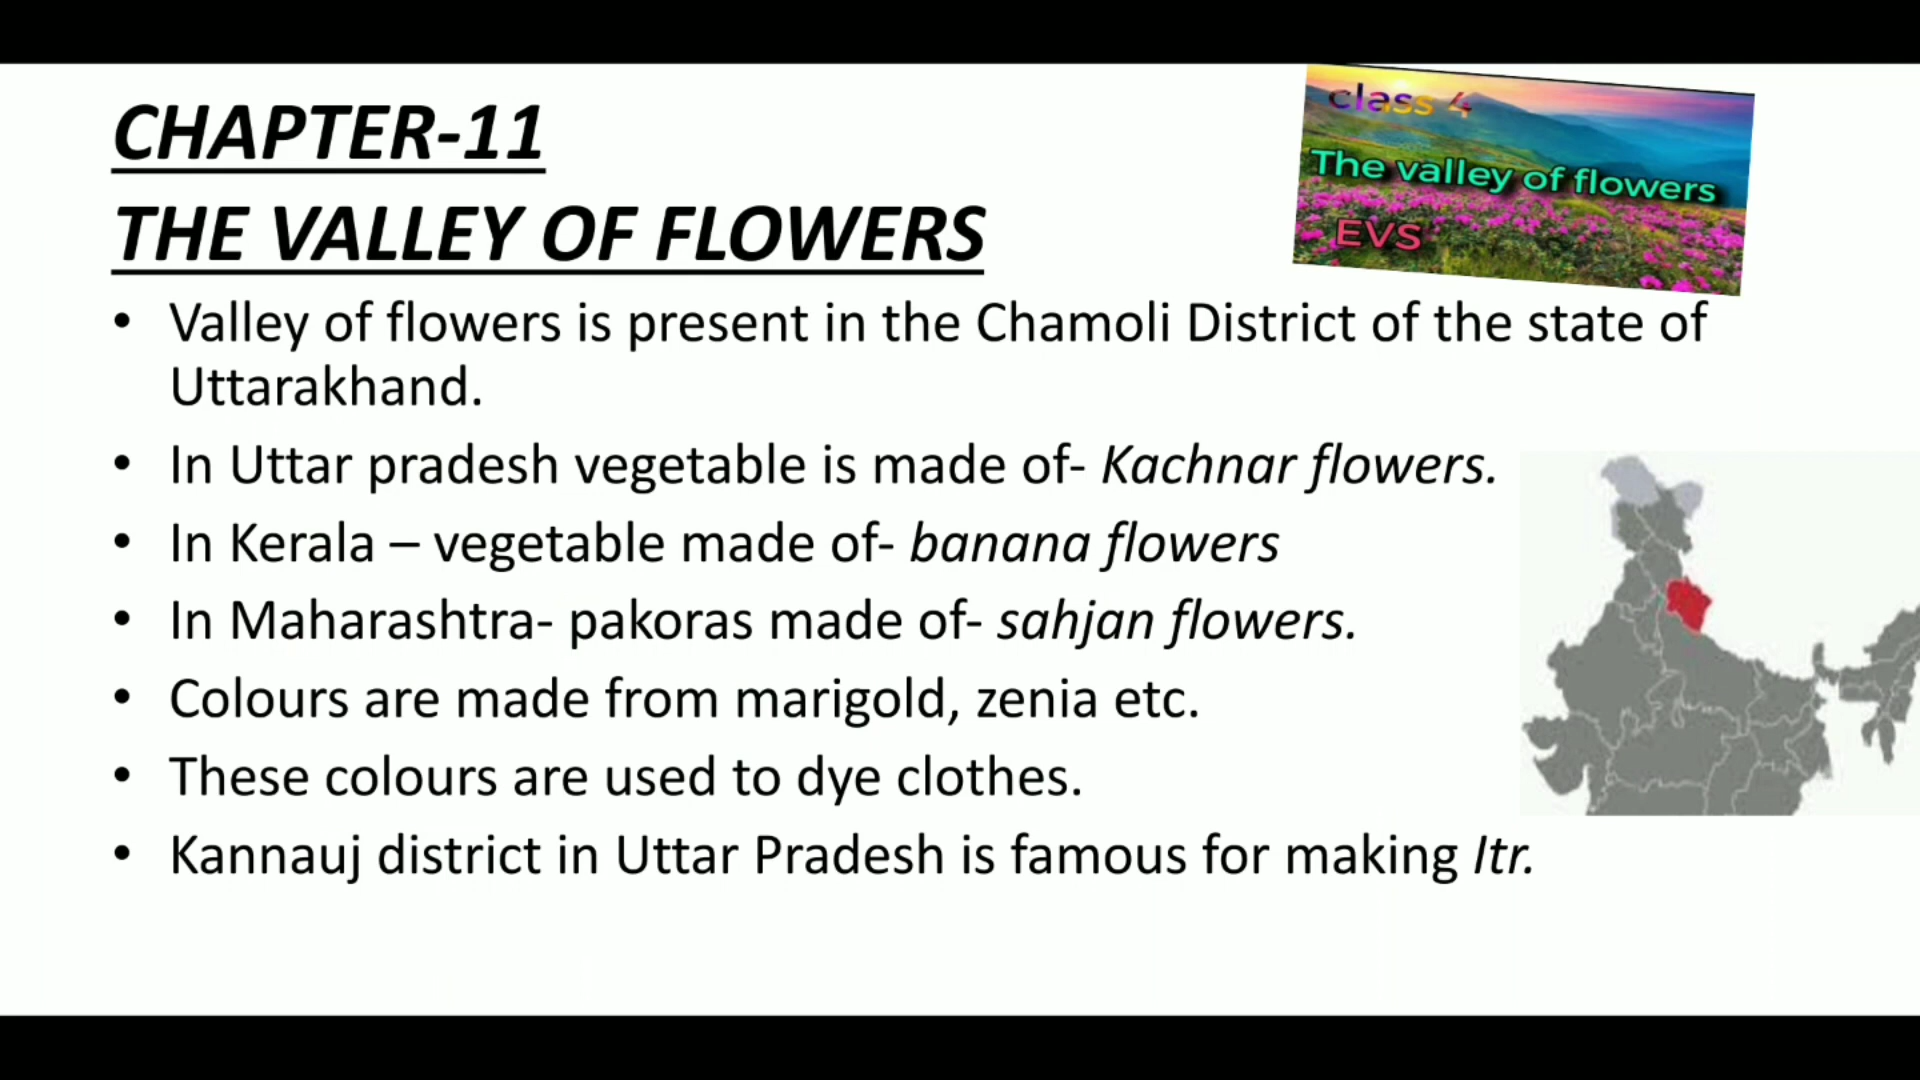 CHAPTER-11
THE VALLEY OF FLOWERS
class 4
The valley of flowers
EVS
• Valley of flowers is present in the Chamoli District of the state of
Uttarakhand.
• In Uttar pradesh vegetable is made of- Kachnar flowers.
• In Kerala – vegetable made of- banana flowers
• In Maharashtra- pakoras made of- sahjan flowers.
• Colours are made from marigold, zenia etc.
• These colours are used to dye clothes.
• Kannauj district in Uttar Pradesh is famous for making Itr.